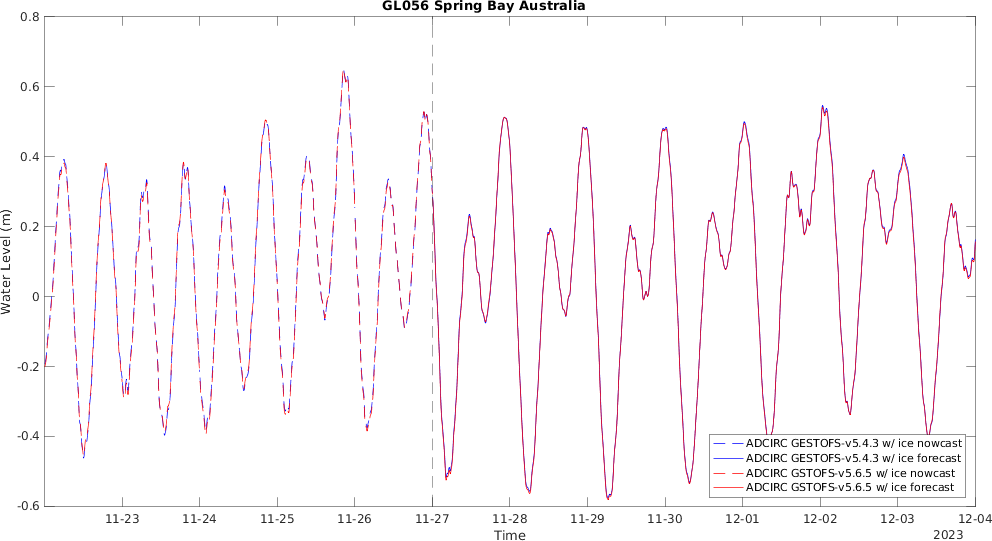 GL056 Spring Bay Australia
0.8
0.6
0.4
0.2
0
-0.2
-0.4
-0.6
Water Level (m)
ADCIRC GESTOFS-v5.4.3 w/ ice nowcast
ADCIRC GESTOFS-v5.4.3 w/ ice forecast
ADCIRC GSTOFS-v5.6.5 w/ ice nowcast
ADCIRC GSTOFS-v5.6.5 w/ ice forecast
11-23 11-24 11-25 11-26 11-27 11-28 11-29 11-30 12-01 12-02 12-03 12-04
Time 2023